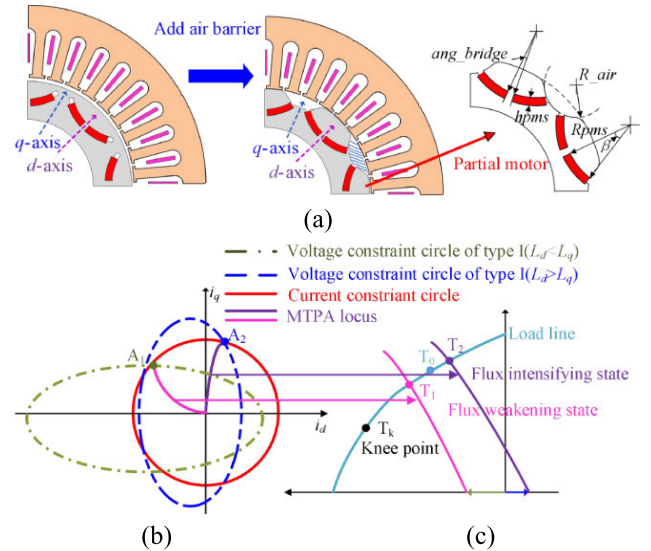 Add air barrier
ang_bridge
R_air
hpms
Rpms
β
q-axis
d-axis
q-axis
d-axis
Partial motor
(a)
Voltage constraint circle of type I(Ld<Lq)
Voltage constraint circle of type I(Ld>Lq)
Current constriant circle
MTPA locus
iq
A1
A2
id
T2
Load line
T0
Flux intensifying state
T1
Flux weakening state
Tk
Knee point
(b)
(c)